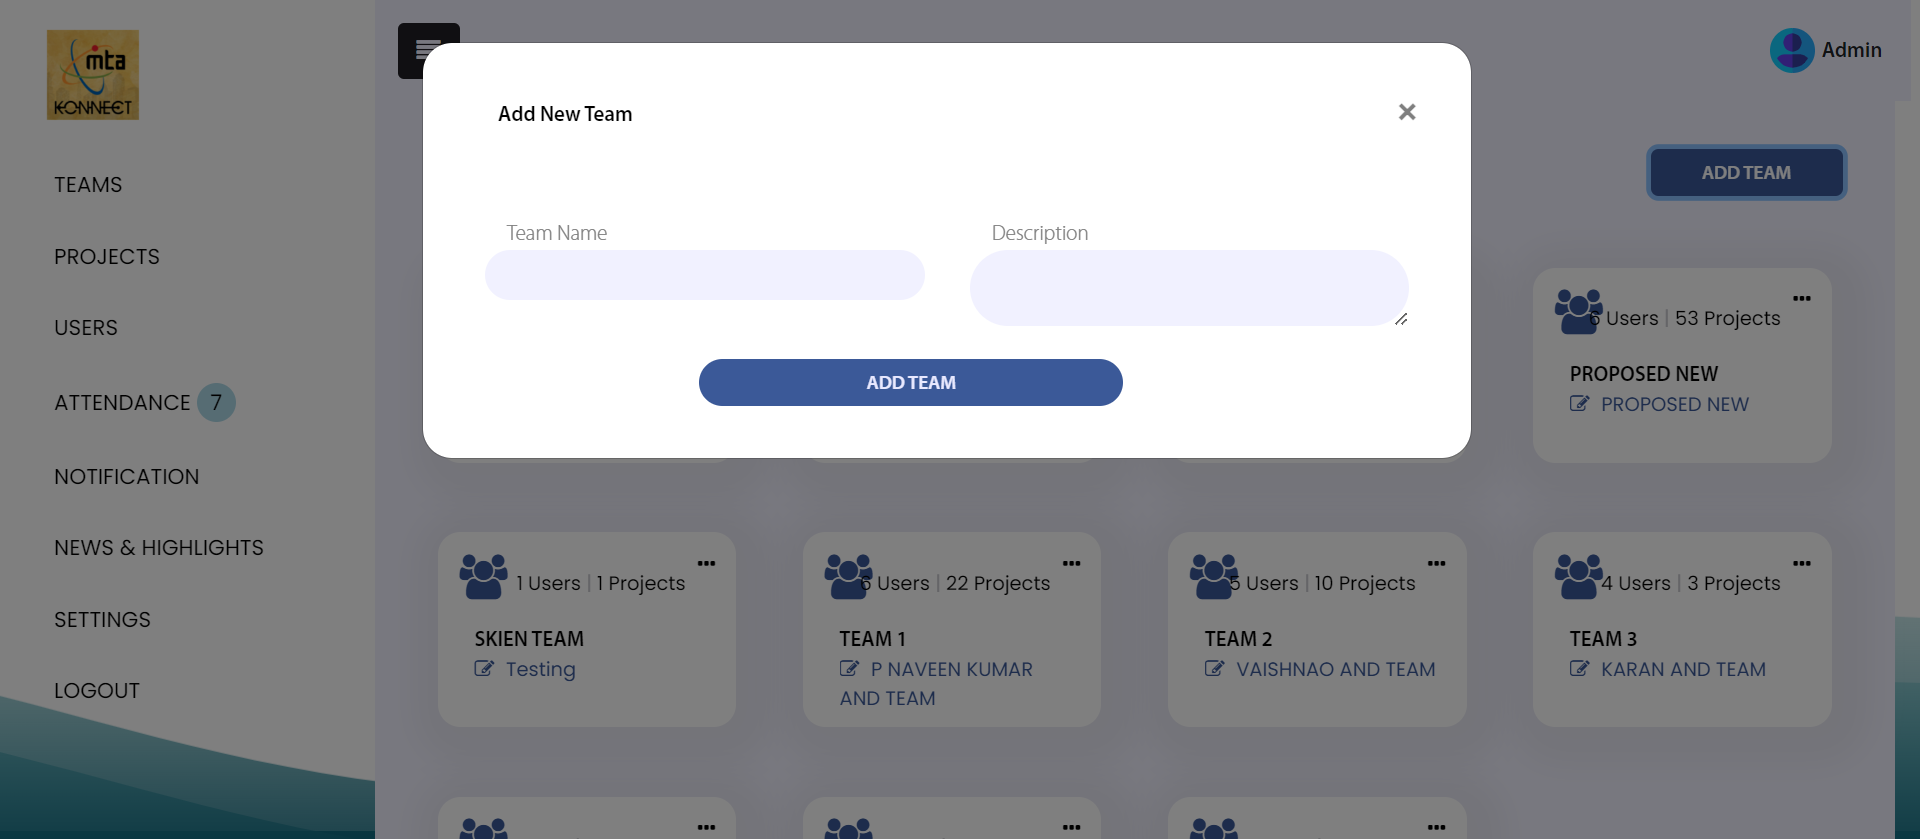 mta
KONNECT
TEAMS
PROJECTS
USERS
ATTENDANCE 7
NOTIFICATION
NEWS & HIGHLIGHTS
SETTINGS
LOGOUT
Admin
ADD TEAM
Add New Team
×
Team Name
Description
ADD TEAM
6 Users | 53 Projects
PROPOSED NEW
PROPOSED NEW
1 Users | 1 Projects
SKIEN TEAM
Testing
6 Users | 22 Projects
TEAM 1
P NAVEEN KUMAR
AND TEAM
5 Users | 10 Projects
TEAM 2
VAISHNAO AND TEAM
4 Users | 3 Projects
TEAM 3
KARAN AND TEAM